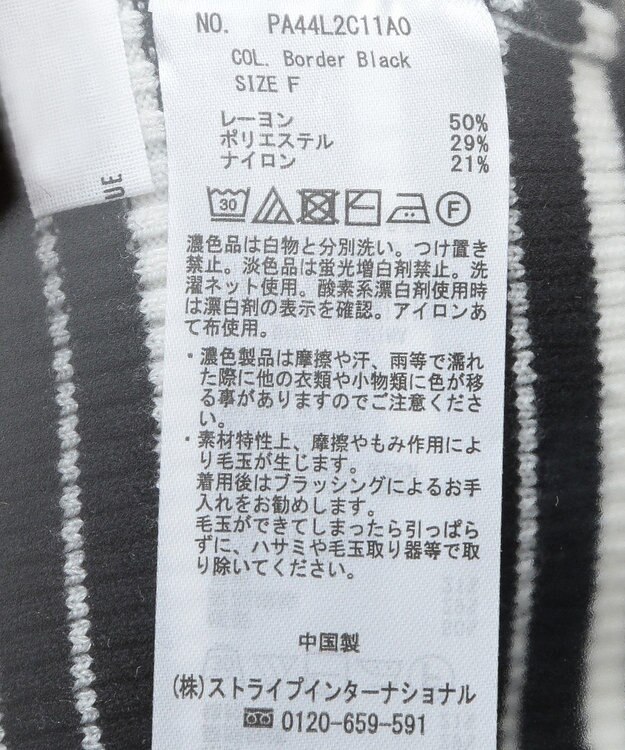 NO. PA44L2C11A0
COL. Border Black
SIZE F
レーヨン 50%
ポリエステル 29%
ナイロン 21%
30 F
濃色品は白物と分別洗い。つけ置き
禁止。淡色品は蛍光増白剤禁止。洗
濯ネット使用。酸素系漂白剤使用時
は漂白剤の表示を確認。アイロンあ
て布使用。
・濃色製品は摩擦や汗、雨等で濡れ
た際に他の衣類や小物類に色が移
る事がありますのでご注意くださ
い。
・素材特性上、摩擦やもみ作用によ
り毛玉が生じます。
着用後はブラッシングによるお手
入れをお勧めします。
毛玉ができてしまったら引っぱら
ずに、ハサミや毛玉取り器等で取
り除いてください。
中国製
(株)ストライプインターナショナル
0120-659-591
UE